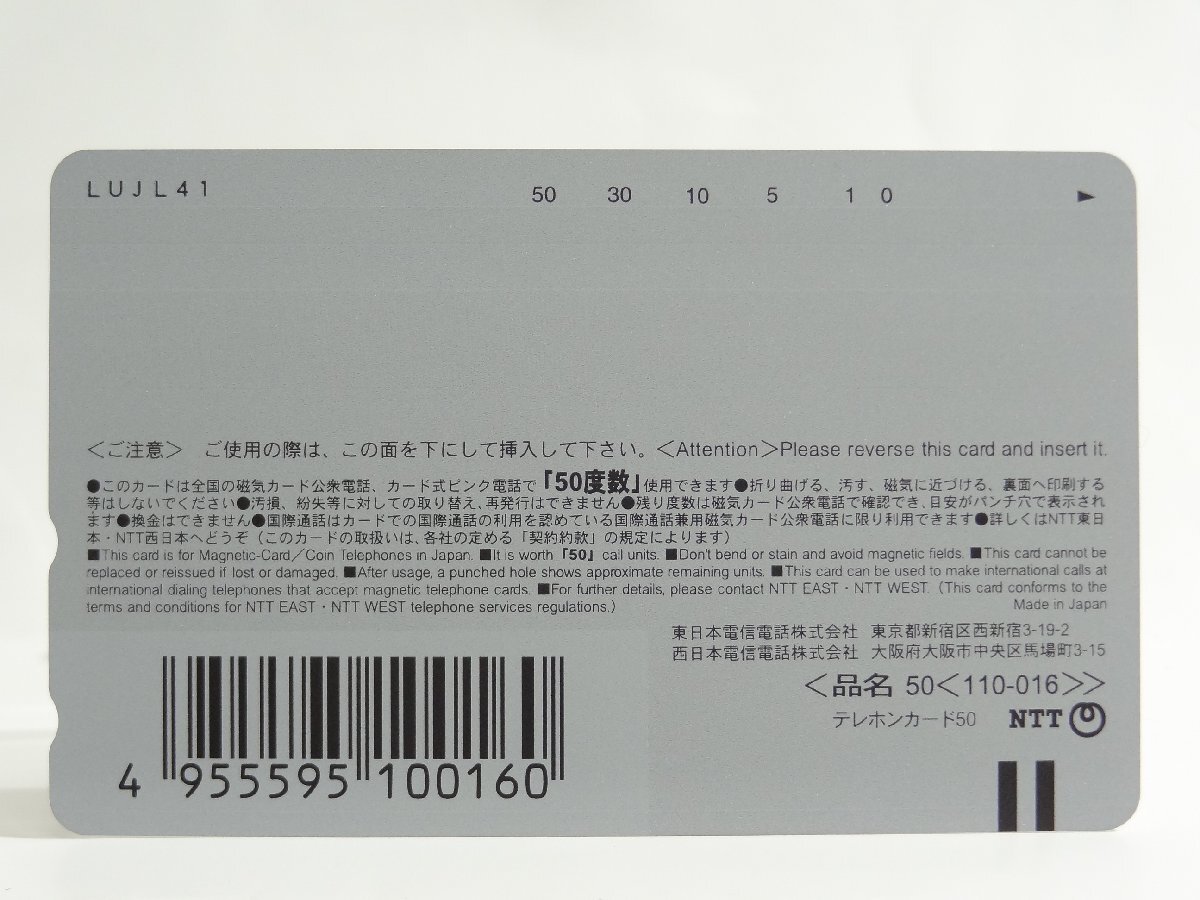 LUJL41 50 30 10 5 1 0 ►
＜ご注意＞ ご使用の際は、この面を下にして挿入して下さい。＜Attention＞Please reverse this card and insert it.
●このカードは全国の磁気カード公衆電話、カード式ピンク電話で「50度数」使用できます●折り曲げる、汚す、磁気に近づける、裏面へ印刷する
等はしないでください●汚損、紛失等に対しての取り替え、再発行はできません●残り度数は磁気カード公衆電話で確認でき、目安がパンチ穴で表示され
ます●換金はできません●国際通話はカードでの国際通話の利用を認めている国際通話兼用磁気カード公衆電話に限り利用できます●詳しくはNTT東日
本・NTT西日本へどうぞ（このカードの取扱いは、各社の定める「契約約款」の規定によります）
■This card is for Magnetic-Card／Coin Telephones in Japan. ■It is worth「50」call units. ■Don't bend or stain and avoid magnetic fields. ■This card cannot be
replaced or reissued if lost or damaged. ■After usage, a punched hole shows approximate remaining units. ■This card can be used to make international calls at
international dialing telephones that accept magnetic telephone cards. ■For further details, please contact NTT EAST・NTT WEST.（This card conforms to the
terms and conditions for NTT EAST・NTT WEST telephone services regulations.） Made in Japan
東日本電信電話株式会社 東京都新宿区西新宿3-19-2
西日本電信電話株式会社 大阪府大阪市中央区馬場町3-15
＜品名 50＜110-016＞＞
テレホンカード50 NTT
4 955595 100160